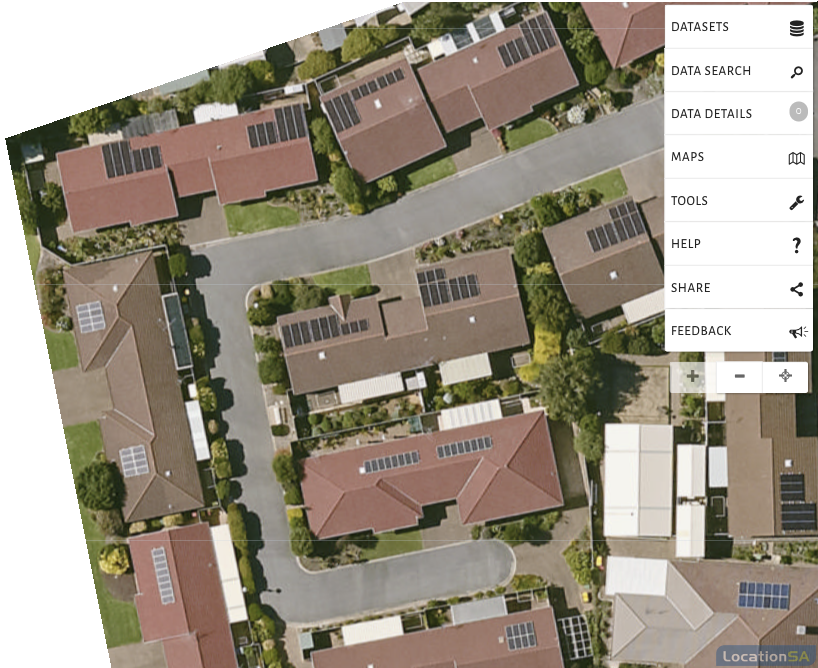 DATASETS
DATA SEARCH
DATA DETAILS
0
MAPS
TOOLS
HELP
?
SHARE
FEEDBACK
+ -
LocationSA